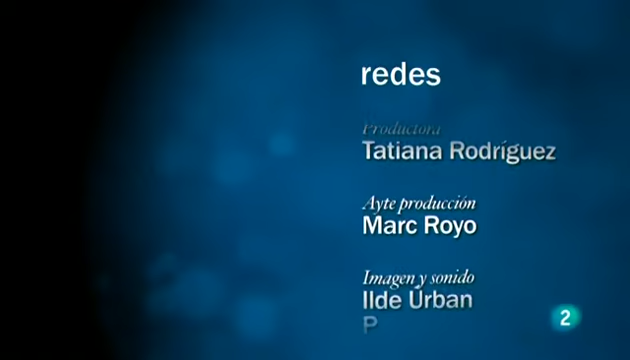 redes
Productora
Tatiana Rodríguez
Ayte producción
Marc Royo
Imagen y sonido
Ilde Urban
P
2